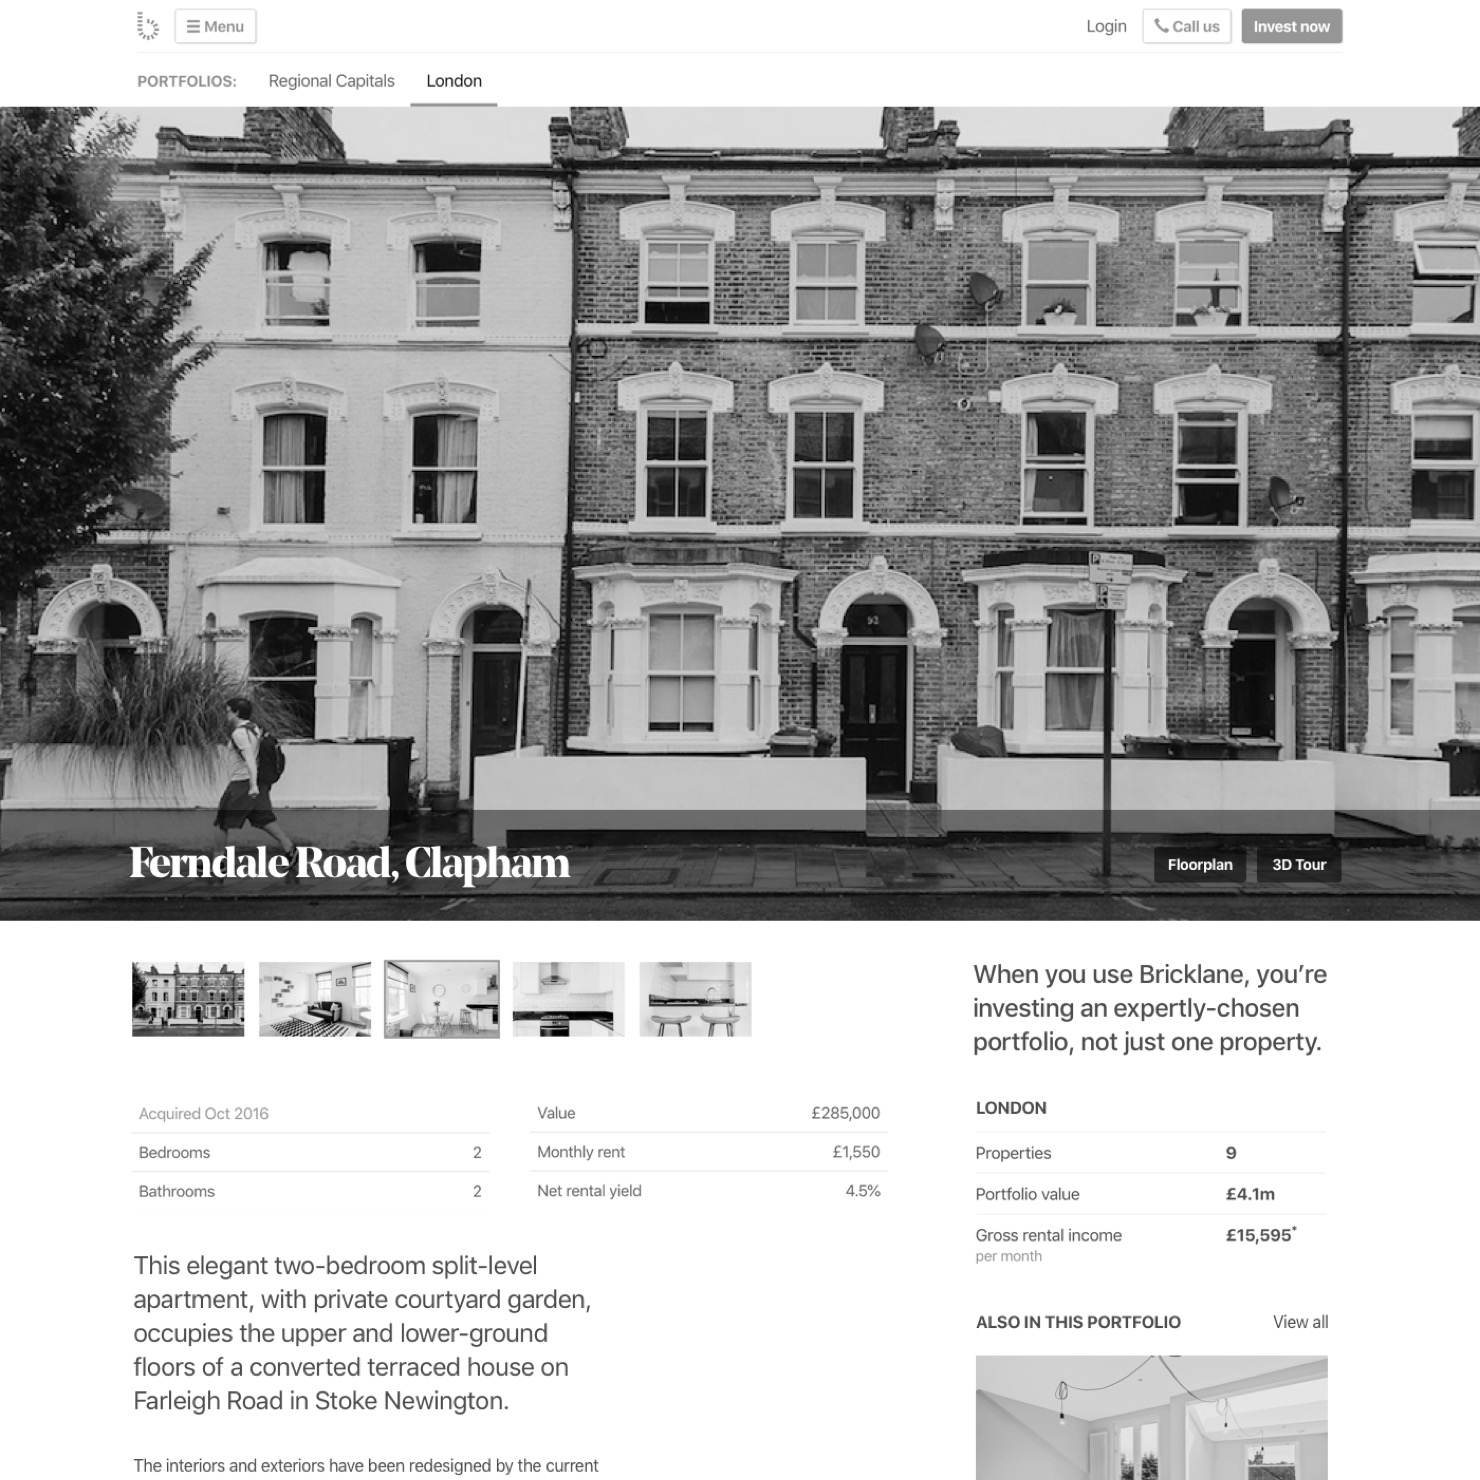 Menu
Login
Call us
Invest now
PORTFOLIOS:
Regional Capitals
London
92
Ferndale Road, Clapham
Floorplan
3D Tour
When you use Bricklane, you’re
investing an expertly-chosen
portfolio, not just one property.
Acquired Oct 2016
Bedrooms 2
Bathrooms 2
Value £285,000
Monthly rent £1,550
Net rental yield 4.5%
LONDON
Properties 9
Portfolio value £4.1m
Gross rental income £15,595*
per month
This elegant two-bedroom split-level
apartment, with private courtyard garden,
occupies the upper and lower-ground
floors of a converted terraced house on
Farleigh Road in Stoke Newington.
The interiors and exteriors have been redesigned by the current
ALSO IN THIS PORTFOLIO
View all